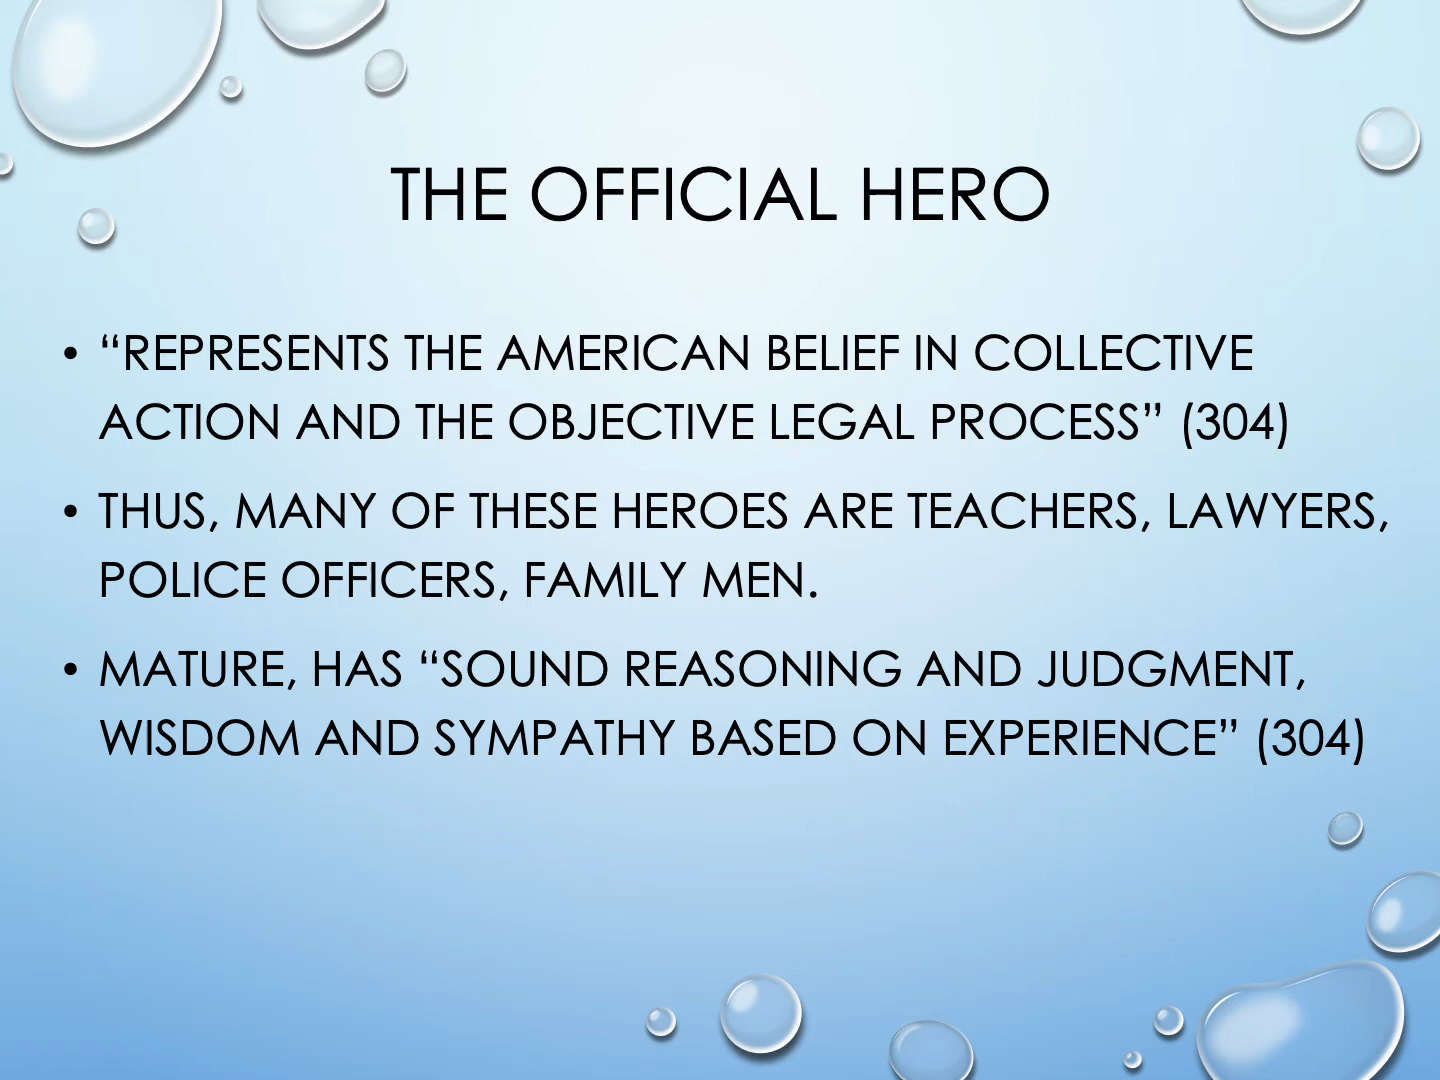 THE OFFICIAL HERO
• “REPRESENTS THE AMERICAN BELIEF IN COLLECTIVE
ACTION AND THE OBJECTIVE LEGAL PROCESS” (304)
• THUS, MANY OF THESE HEROES ARE TEACHERS, LAWYERS,
POLICE OFFICERS, FAMILY MEN.
• MATURE, HAS “SOUND REASONING AND JUDGMENT,
WISDOM AND SYMPATHY BASED ON EXPERIENCE” (304)